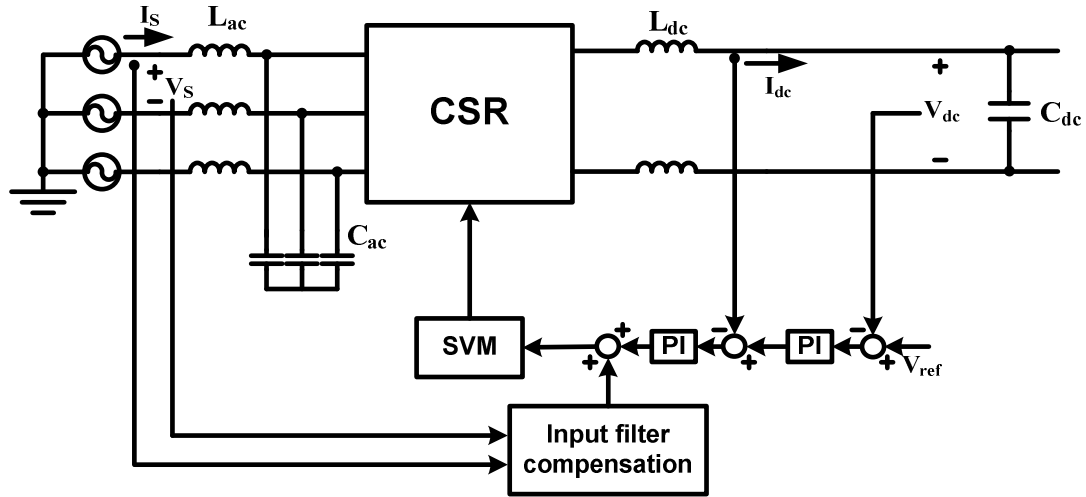 I_S
L_ac
L_dc
+
V_S
−
CSR
I_dc
+
V_dc
−
C_dc
C_ac
SVM
+
+
PI
−
+
PI
−
+
V_ref
Input filter
compensation